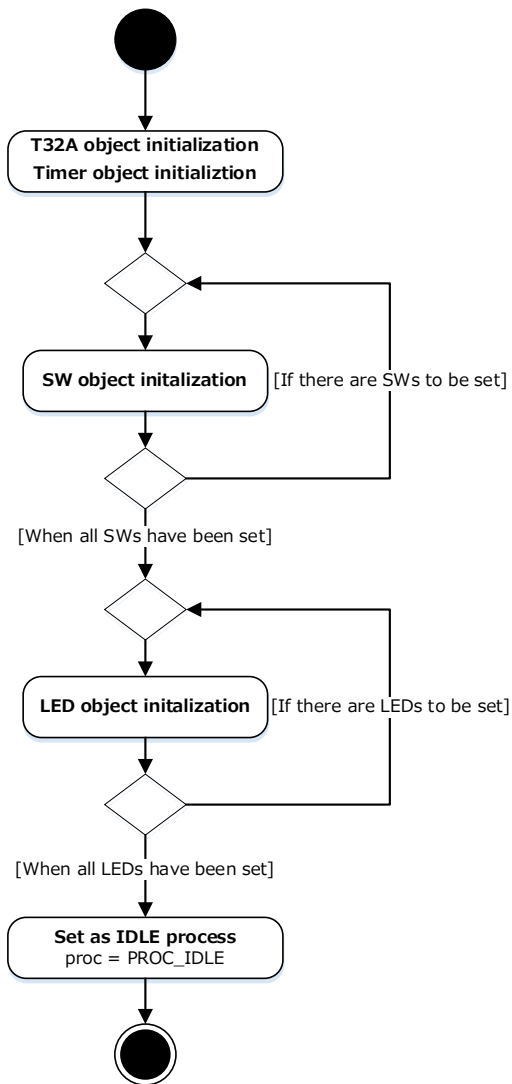 T32A object initialization
Timer object initializtion
SW object initalization
[If there are SWs to be set]
[When all SWs have been set]
LED object initalization
[If there are LEDs to be set]
[When all LEDs have been set]
Set as IDLE process
proc = PROC_IDLE